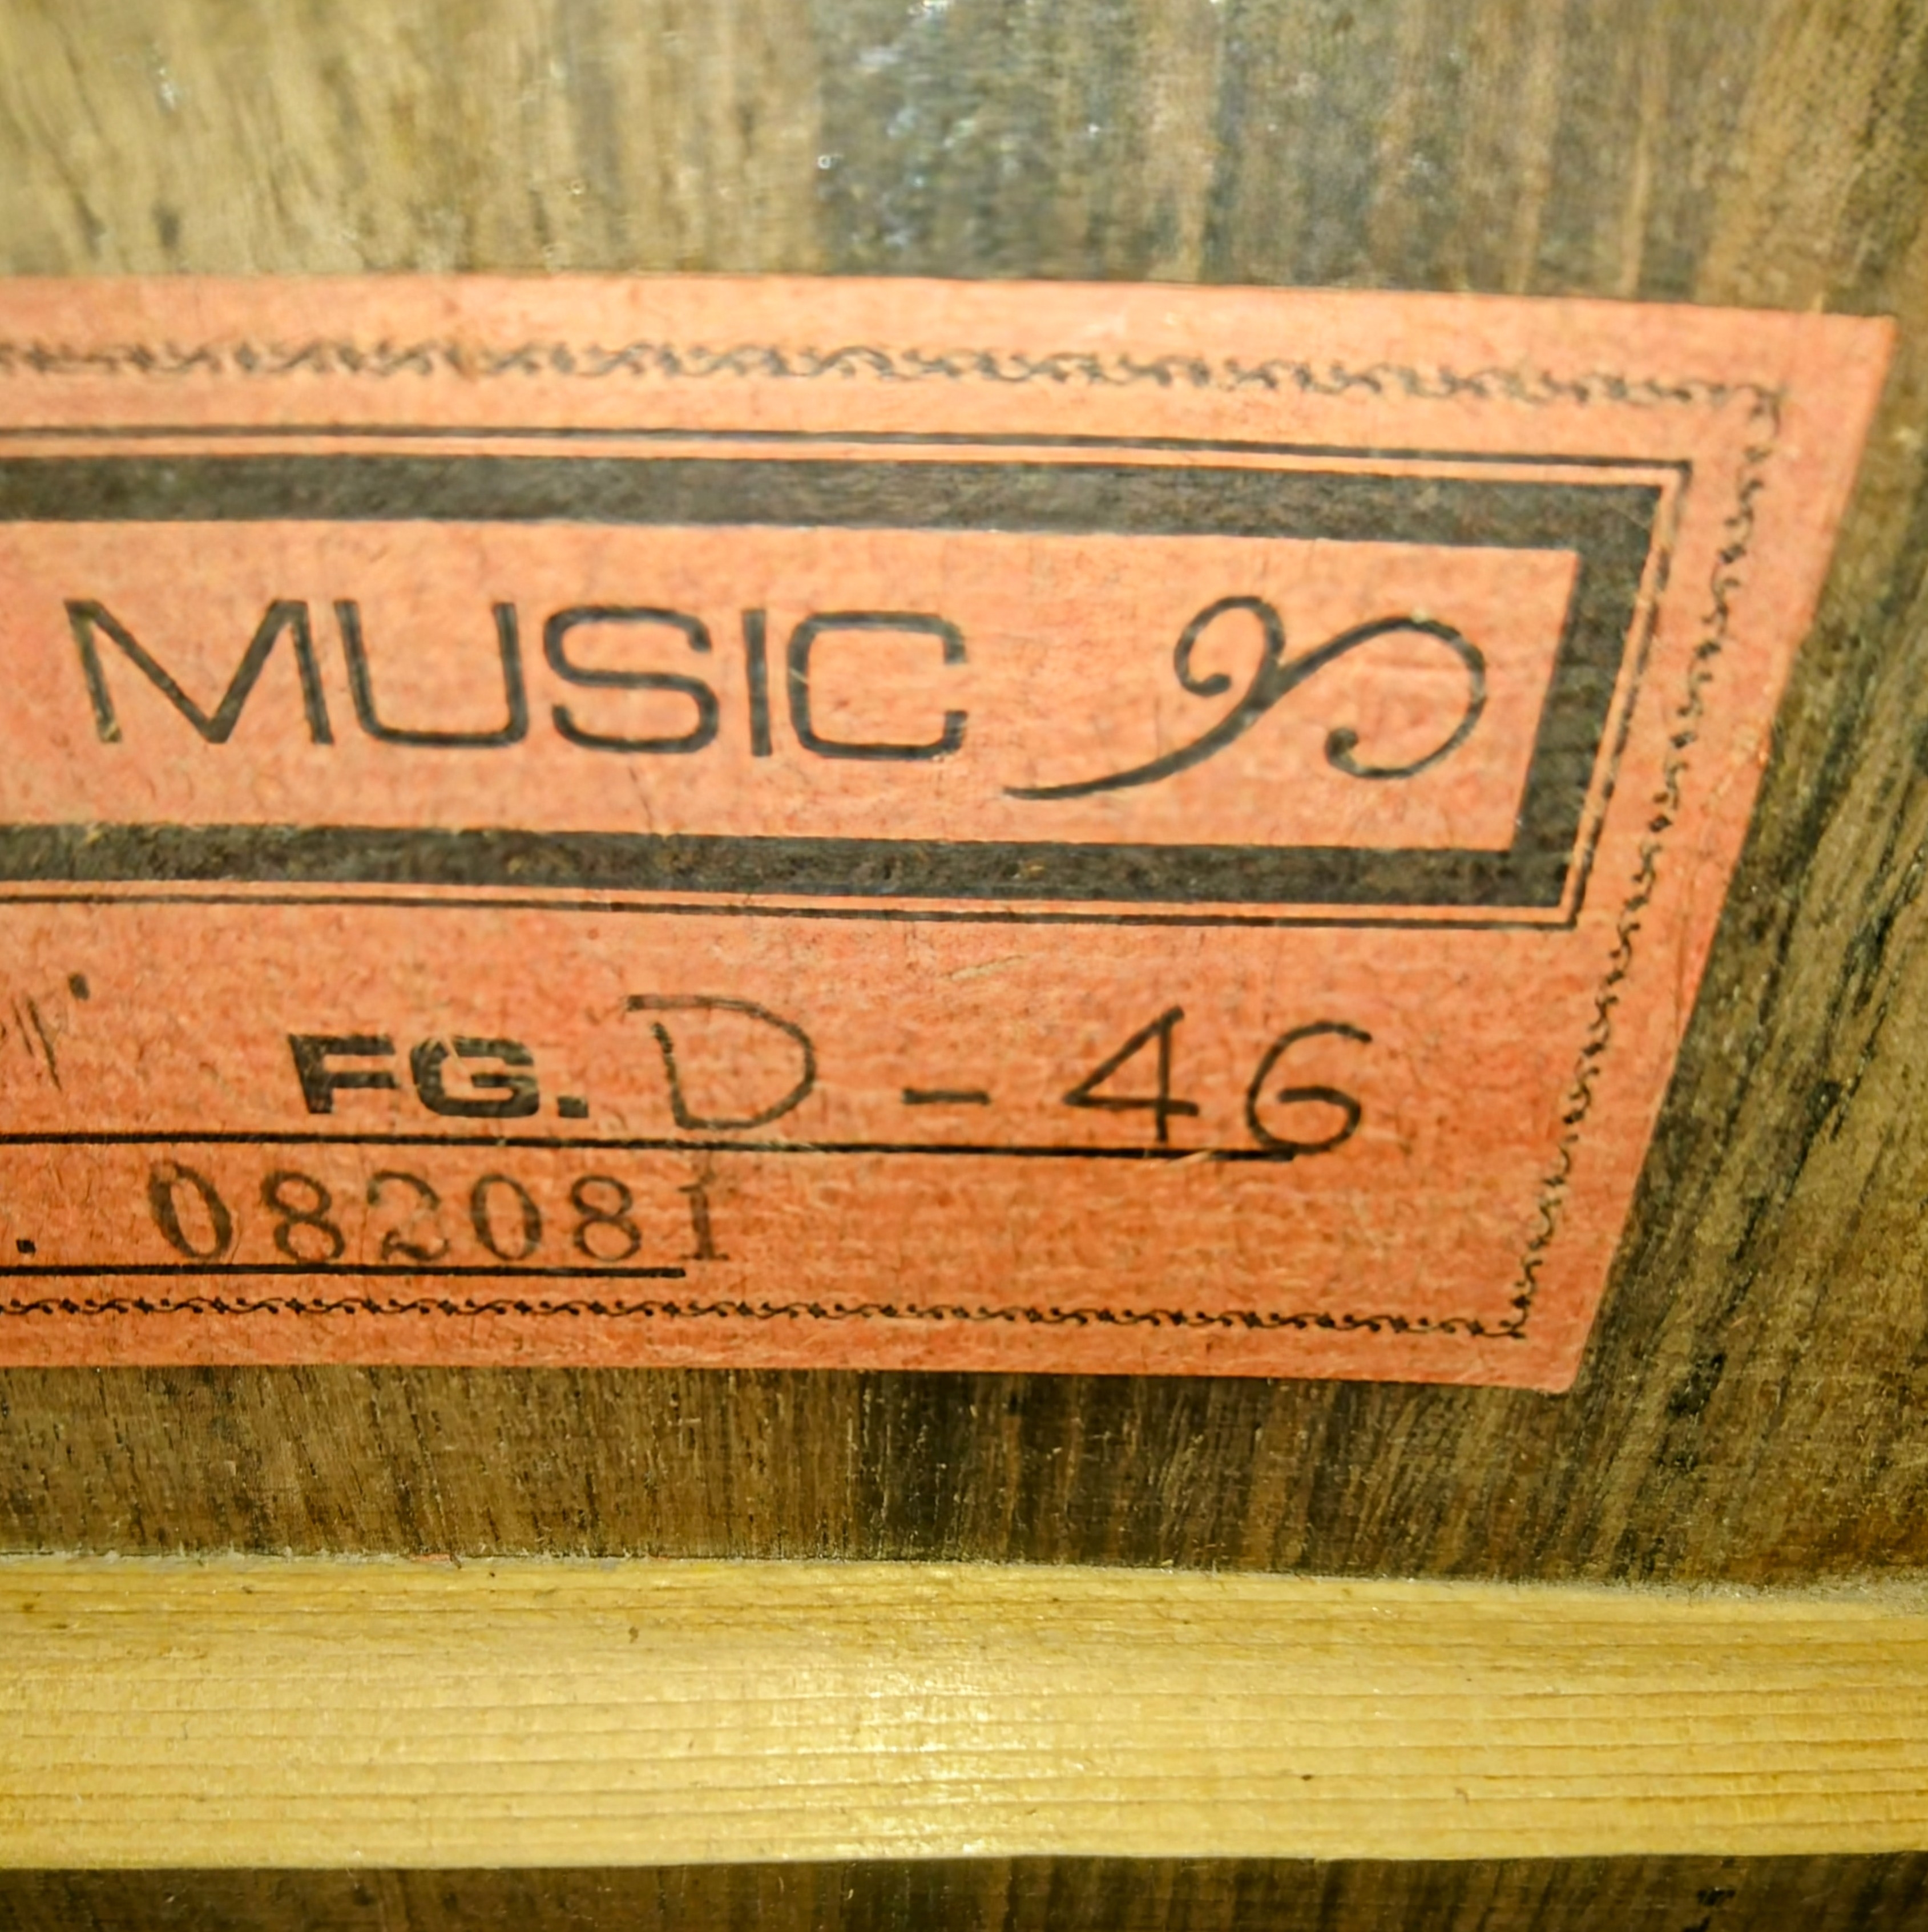 MUSIC
FG. D - 46
. 082081